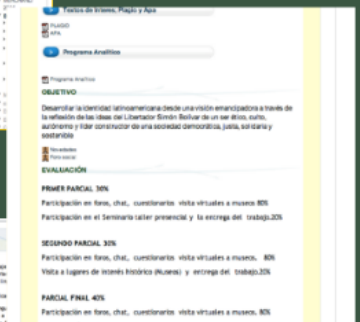 Textos de Interes, Plagio y Apa
PLAGIO
APA
Programa Analítico
Programa Analítico
OBJETIVO
Desarrollar la identidad latinoamericana desde una visión emancipadora a través de
la reflexión de las ideas del Libertador Simón Bolívar de un ser ético, culto,
autónomo y líder constructor de una sociedad democrática, justa, solidaria y
sostenible
Novedades
Foro social
EVALUACIÓN
PRIMER PARCIAL 30%
Participación en foros, chat, cuestionarios visita virtuales a museos 80%
Participación en el Seminario taller presencial y la entrega del trabajo.20%
SEGUNDO PARCIAL 30%
Participación en foros, chat, cuestionarios visita virtuales a museos. 80%
Visita a lugares de interés histórico (Museos) y entrega del trabajo.20%
PARCIAL FINAL 40%
Participación en foros, chat, cuestionarios visita virtuales a museos. 80%